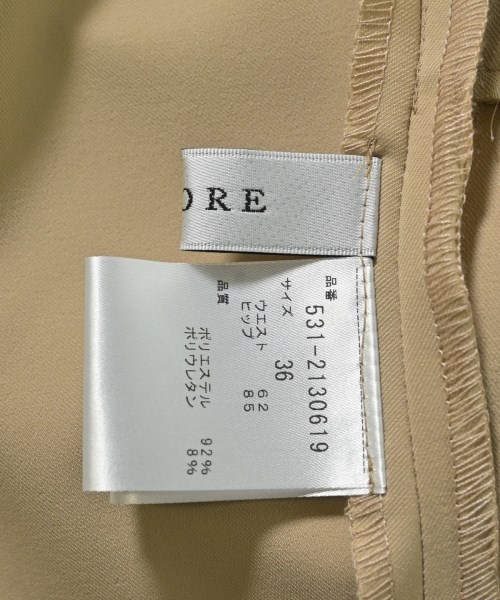 ORE
品番
531-2130619
サイズ
36
ウエスト 62
ヒップ 85
品質
ポリエステル 92%
ポリウレタン 8%